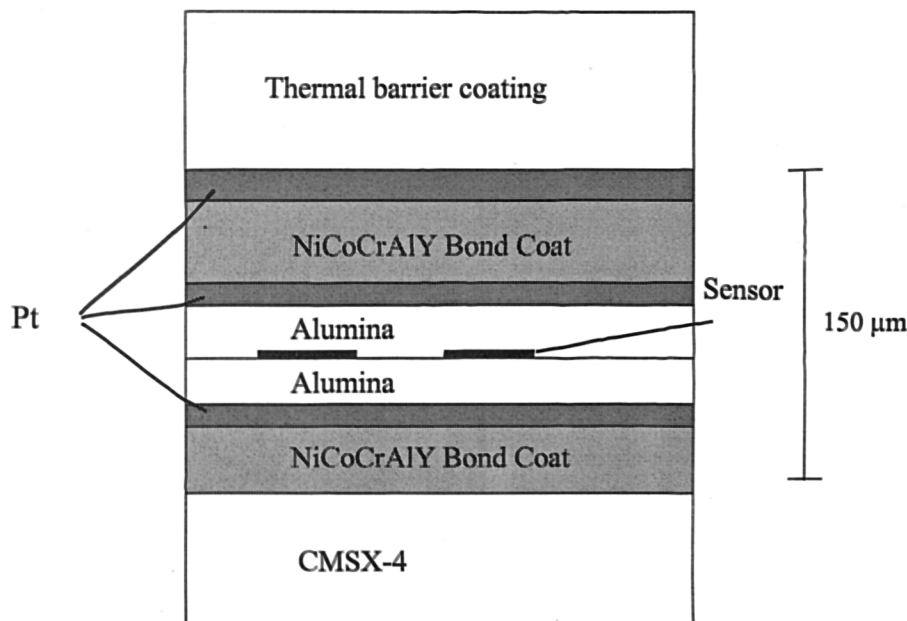 Thermal barrier coating
NiCoCrAlY Bond Coat
Sensor
Pt
Alumina
150 μm
Alumina
NiCoCrAlY Bond Coat
CMSX-4